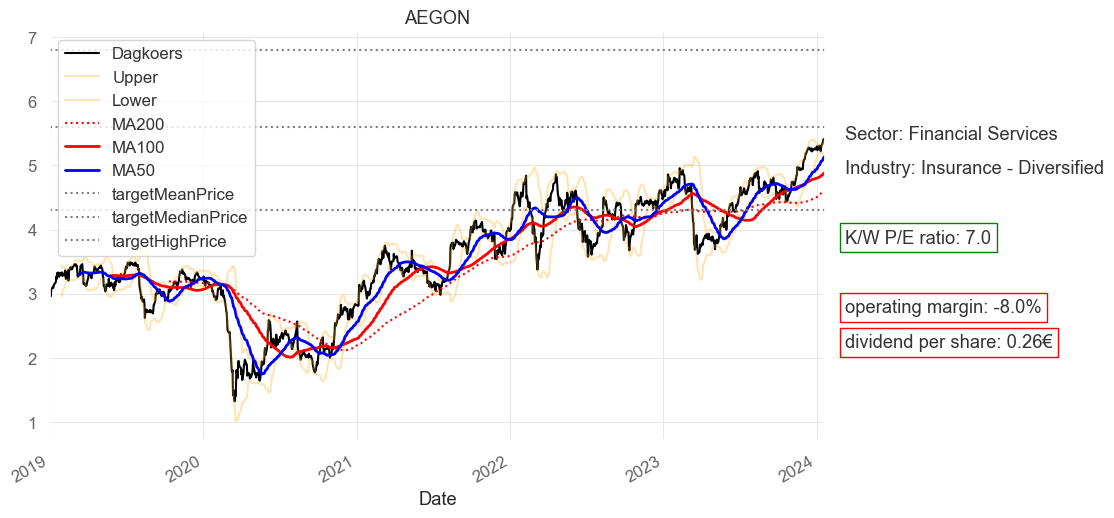 AEGON
7
6
5
4
3
2
1
Dagkoers
Upper
Lower
MA200
MA100
MA50
targetMeanPrice
targetMedianPrice
targetHighPrice
2019
2020
2021
2022
2023
2024
Date
Sector: Financial Services
Industry: Insurance - Diversified
K/W P/E ratio: 7.0
operating margin: -8.0%
dividend per share: 0.26€